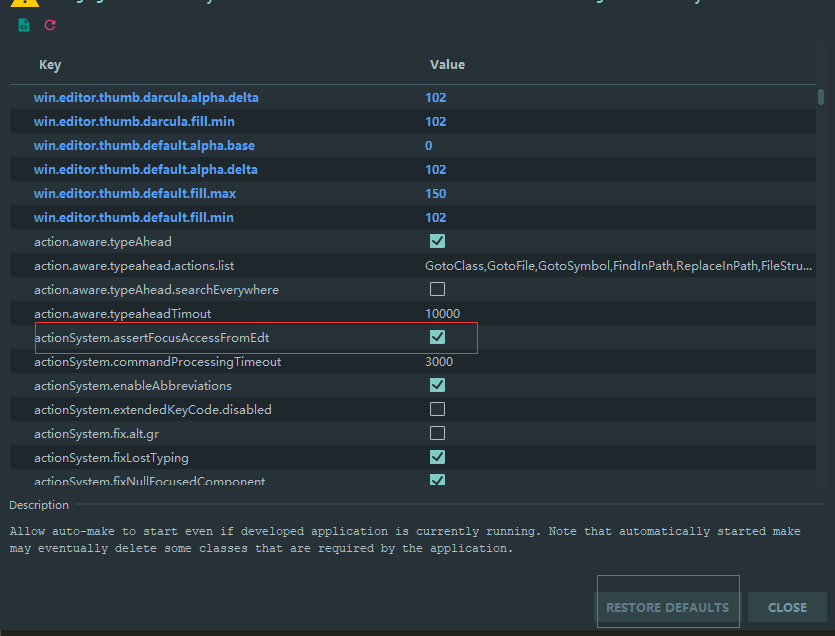 Key Value
win.editor.thumb.darcula.alpha.delta 102
win.editor.thumb.darcula.fill.min 102
win.editor.thumb.default.alpha.base 0
win.editor.thumb.default.alpha.delta 102
win.editor.thumb.default.fill.max 150
win.editor.thumb.default.fill.min 102
action.aware.typeAhead
action.aware.typeahead.actions.list GotoClass,GotoFile,GotoSymbol,FindInPath,ReplaceInPath,FileStru...
action.aware.typeAhead.searchEverywhere
action.aware.typeaheadTimout 10000
actionSystem.assertFocusAccessFromEdt
actionSystem.commandProcessingTimeout 3000
actionSystem.enableAbbreviations
actionSystem.extendedKeyCode.disabled
actionSystem.fix.alt.gr
actionSystem.fixLostTyping
actionSystem.fixNullFocusedComponent
Description
Allow auto-make to start even if developed application is currently running. Note that automatically started make
may eventually delete some classes that are required by the application.
RESTORE DEFAULTS CLOSE